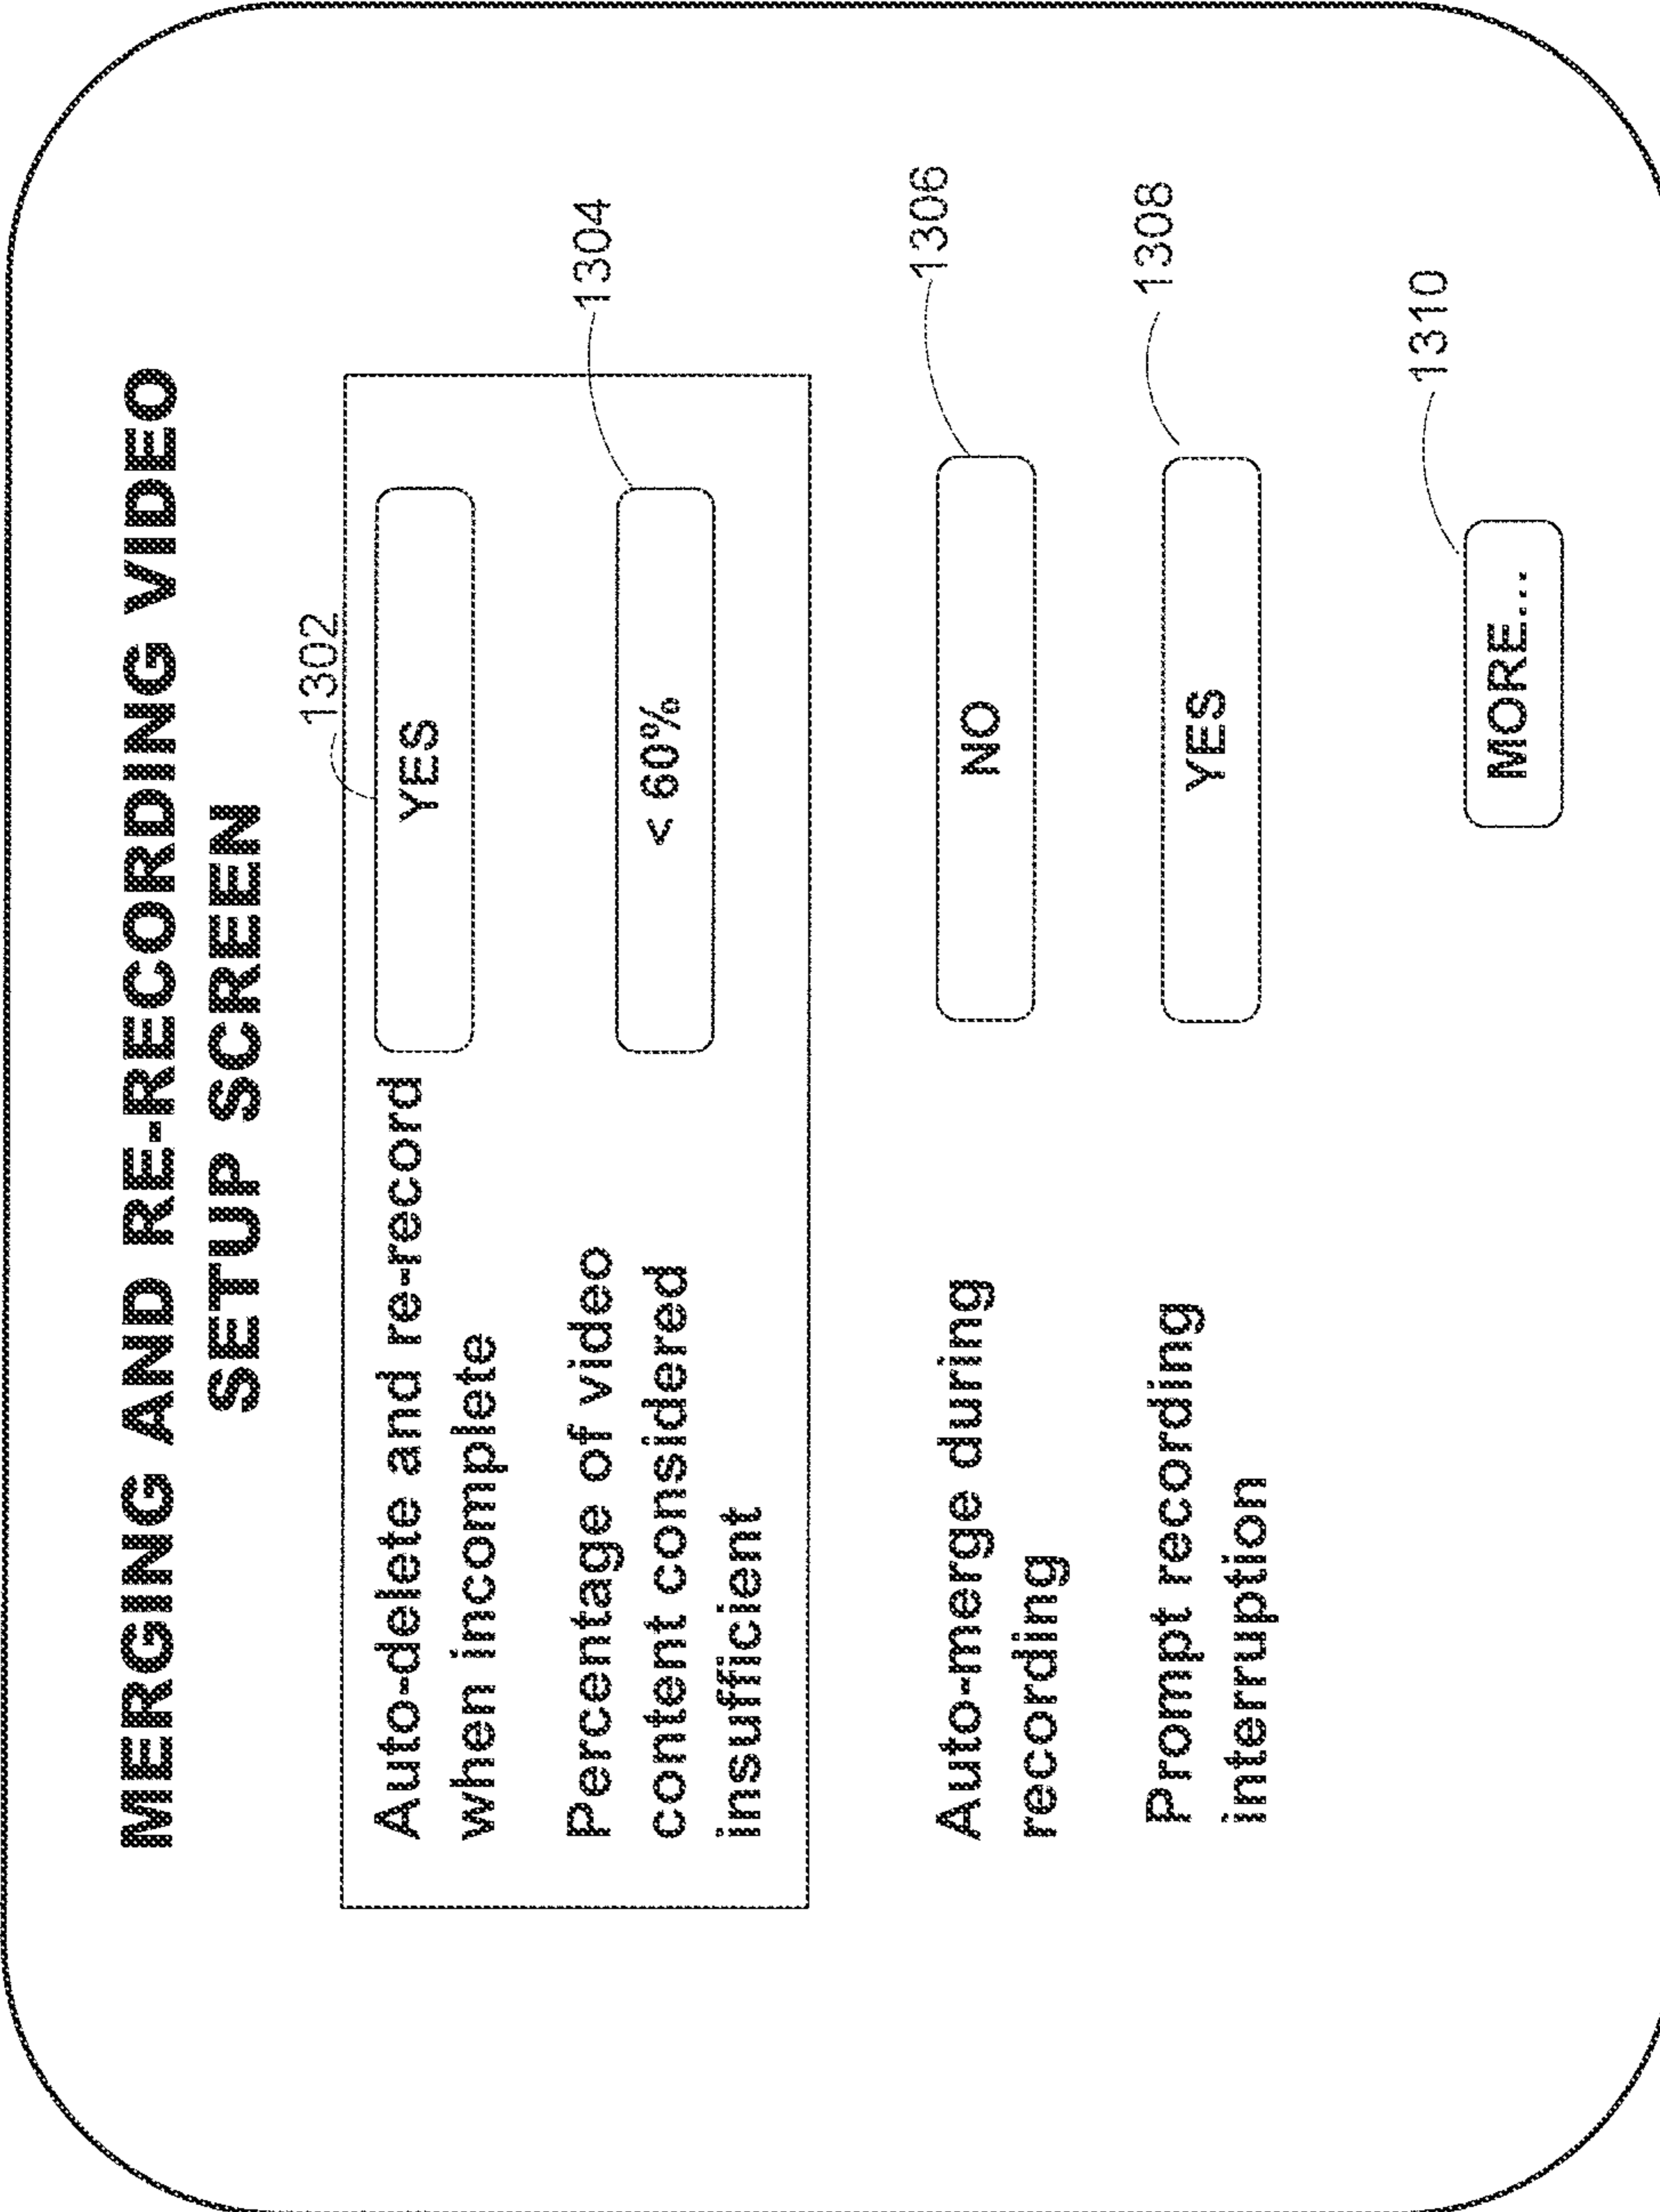 MERGING AND RE-RECORDING VIDEO
SETUP SCREEN
1302
Auto-delete and re-record
when incomplete
YES
Percentage of video
content considered
insufficient
< 60%
1304
Auto-merge during
recording
NO
1306
Prompt recording
interruption
YES
1308
MORE...
1310